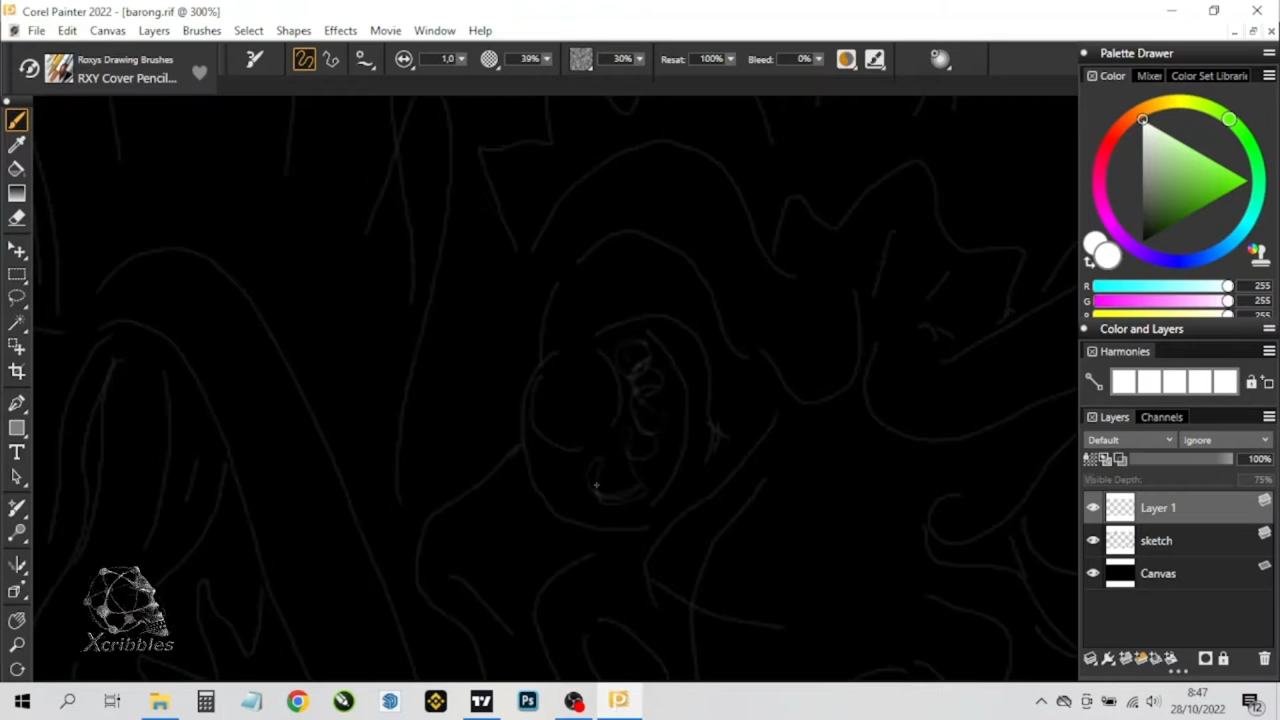 Corel Painter 2022 - [barong.rif @ 300%]
File Edit Canvas Layers Brushes Select Shapes Effects Movie Window Help
Roxys Drawing Brushes
RXY Cover Pencil...
1,0
39%
30%
Resat: 100%
Bleed: 0%
Palette Drawer
Color Mixer Color Set Librari
R 255
G 255
255
Color and Layers
Harmonies
Layers Channels
Default Ignore
100%
Visible Depth: 75%
Layer 1
sketch
Canvas
T
Xcribbles
Ps
8:47
28/10/2022
12